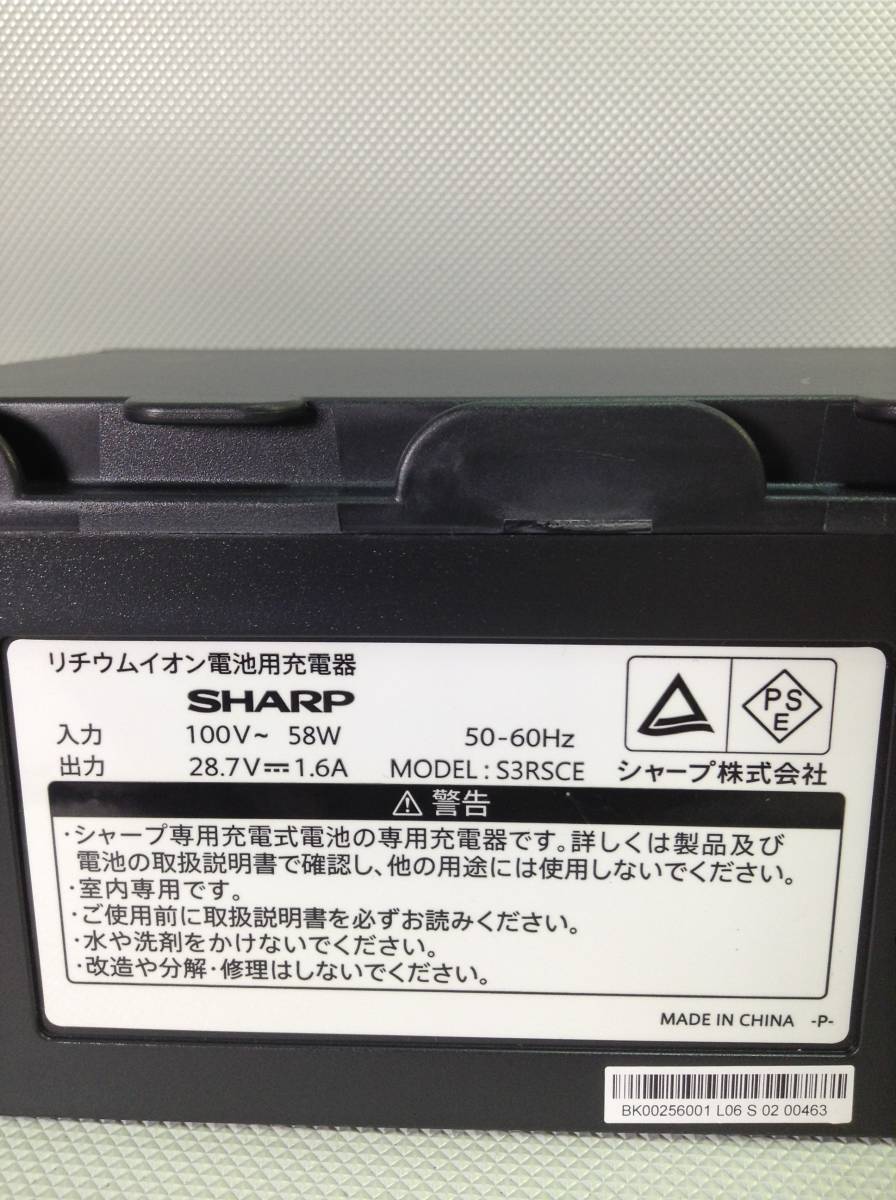 リチウムイオン電池用充電器
SHARP
入力 100V~ 58W 50-60Hz
出力 28.7V⎓1.6A MODEL : S3RSCE
PSE
シャープ株式会社
⚠ 警告
・シャープ専用充電式電池の専用充電器です。詳しくは製品及び
電池の取扱説明書で確認し、他の用途には使用しないでください。
・室内専用です。
・ご使用前に取扱説明書を必ずお読みください。
・水や洗剤をかけないでください。
・改造や分解・修理はしないでください。
MADE IN CHINA -P-
BK00256001 L06 S 02 00463